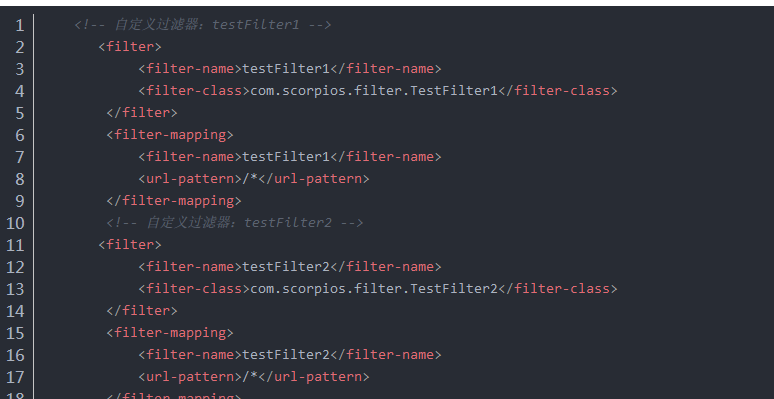 1 <!-- 自定义过滤器：testFilter1 -->
2 <filter>
3 <filter-name>testFilter1</filter-name>
4 <filter-class>com.scorpios.filter.TestFilter1</filter-class>
5 </filter>
6 <filter-mapping>
7 <filter-name>testFilter1</filter-name>
8 <url-pattern>/*</url-pattern>
9 </filter-mapping>
10 <!-- 自定义过滤器：testFilter2 -->
11 <filter>
12 <filter-name>testFilter2</filter-name>
13 <filter-class>com.scorpios.filter.TestFilter2</filter-class>
14 </filter>
15 <filter-mapping>
16 <filter-name>testFilter2</filter-name>
17 <url-pattern>/*</url-pattern>
18 </filter-mapping>